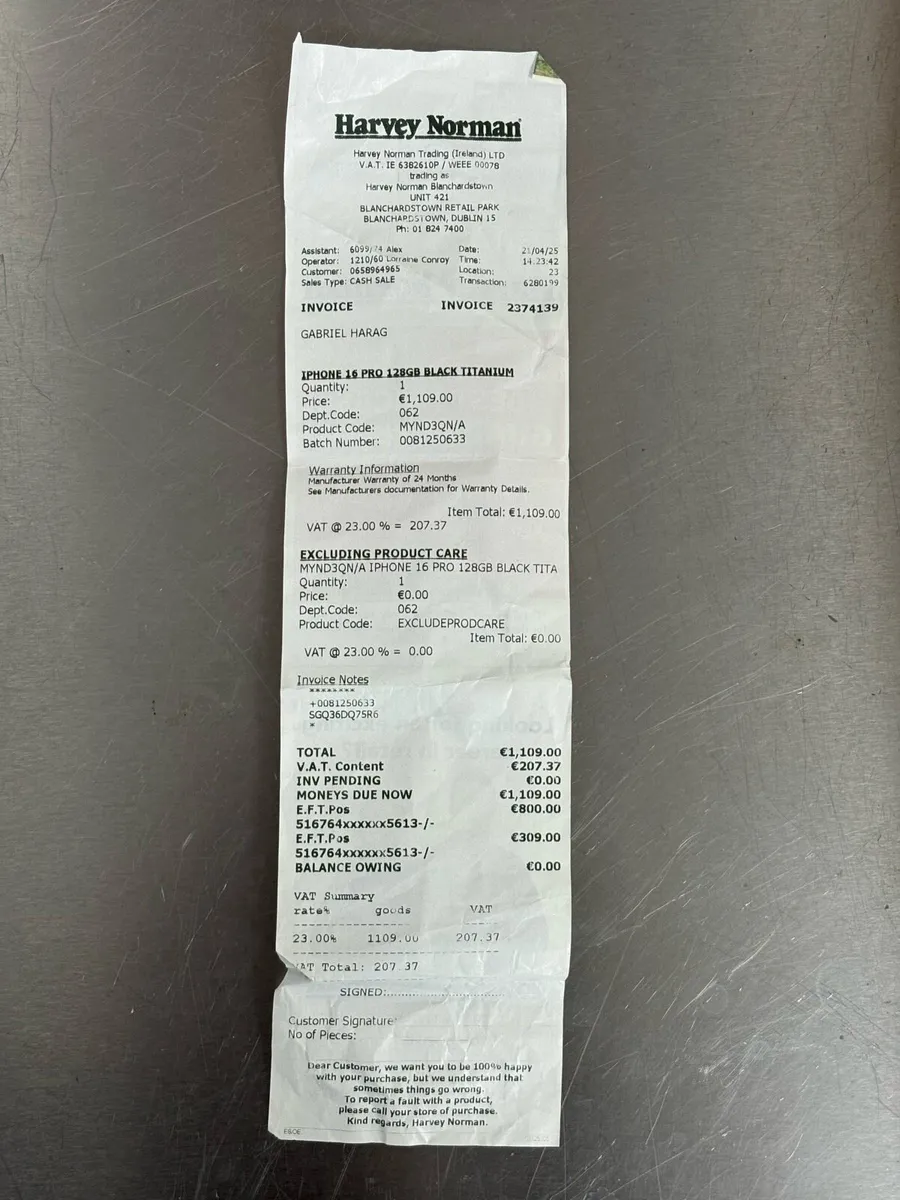 Harvey Norman
Harvey Norman Trading (Ireland) LTD
V.A.T. IE 6382610P / WEEE 00078
trading as
Harvey Norman Blanchardstown
UNIT 421
BLANCHARDSTOWN RETAIL PARK
BLANCHARDSTOWN, DUBLIN 15
Ph: 01 824 7400
Assistant: 6099/74 Alex Date: 21/04/25
Operator: 1210/60 Lorraine Conroy Time: 14:23:42
Customer: 0658964965 Location: 23
Sales Type: CASH SALE Transaction: 6280199
INVOICE INVOICE 2374139
GABRIEL HARAG
IPHONE 16 PRO 128GB BLACK TITANIUM
Quantity: 1
Price: €1,109.00
Dept.Code: 062
Product Code: MYND3QN/A
Batch Number: 0081250633
Warranty Information
Manufacturer Warranty of 24 Months
See Manufacturers documentation for Warranty Details.
Item Total: €1,109.00
VAT @ 23.00 % = 207.37
EXCLUDING PRODUCT CARE
MYND3QN/A IPHONE 16 PRO 128GB BLACK TITA
Quantity: 1
Price: €0.00
Dept.Code: 062
Product Code: EXCLUDEPRODCARE
Item Total: €0.00
VAT @ 23.00 % = 0.00
Invoice Notes
********
+0081250633
SGQ36DQ75R6
*
TOTAL €1,109.00
V.A.T. Content €207.37
INV PENDING €0.00
MONEYS DUE NOW €1,109.00
E.F.T.Pos €800.00
516764xxxxxx5613-/-
E.F.T.Pos €309.00
516764xxxxxx5613-/-
BALANCE OWING €0.00
VAT Summary
rate% goods VAT
23.00% 1109.00 207.37
VAT Total: 207.37
SIGNED:..............................
Customer Signature:
No of Pieces:
Dear Customer, we want you to be 100% happy
with your purchase, but we understand that
sometimes things go wrong.
To report a fault with a product,
please call your store of purchase.
Kind regards, Harvey Norman.
E&OE